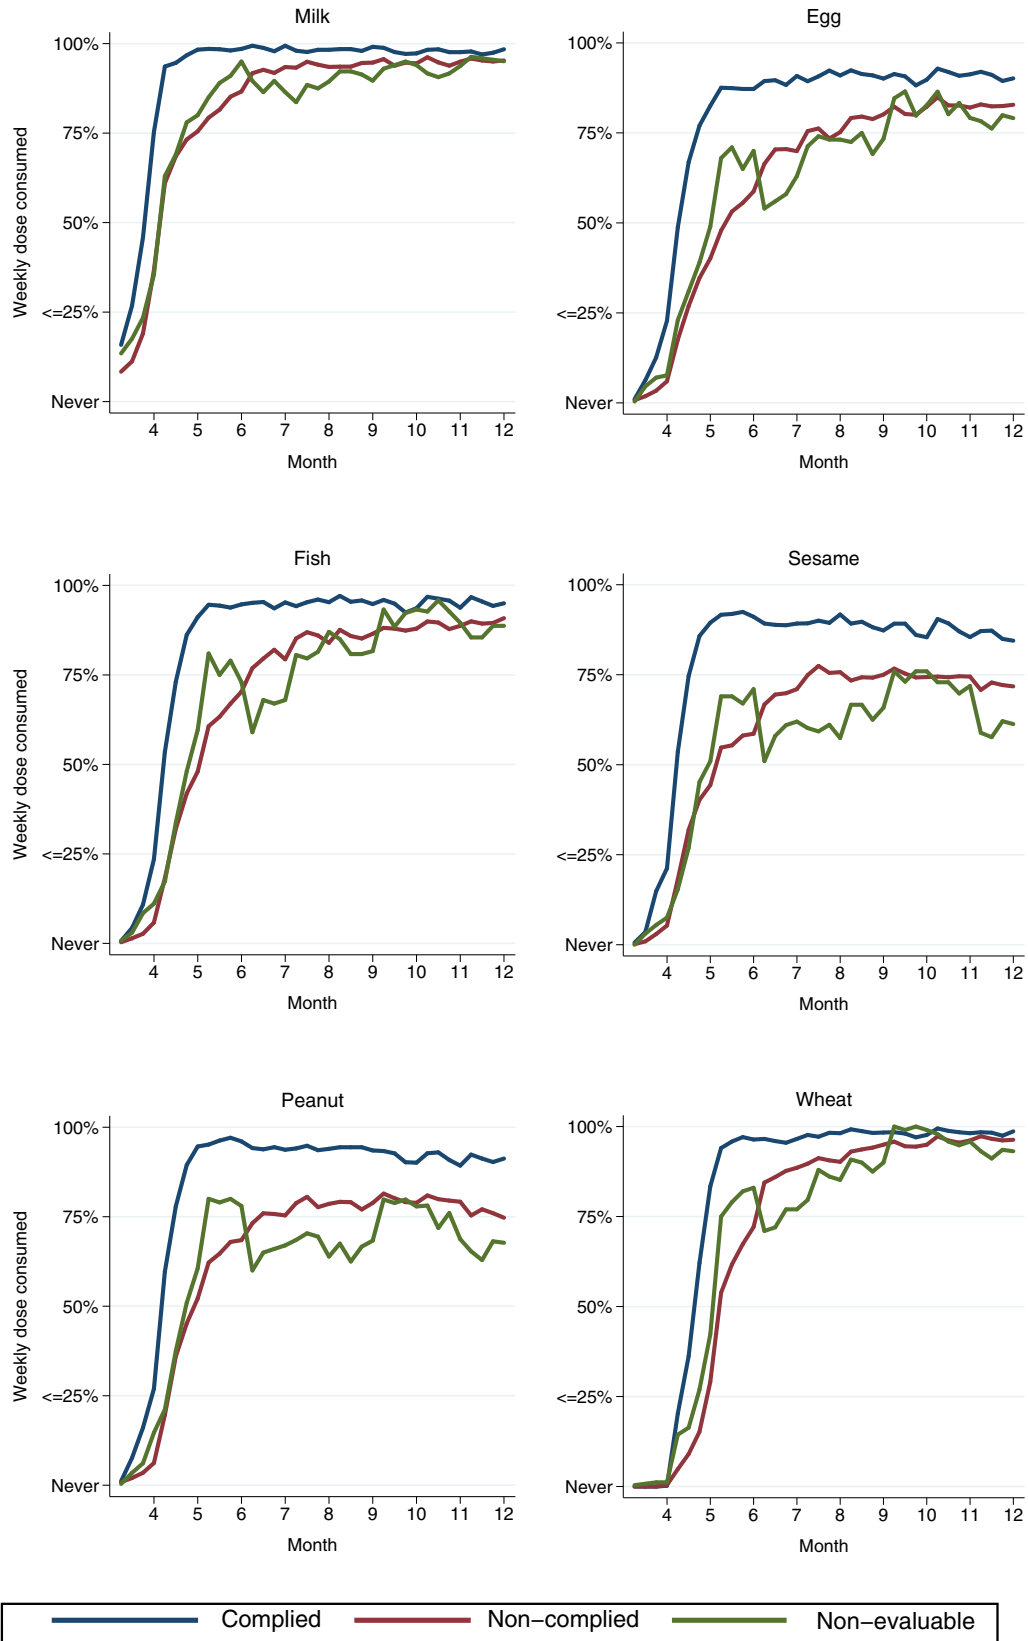 Milk
Weekly dose consumed
100%
75%
50%
<=25%
Never
4 5 6 7 8 9 10 11 12
Month
Egg
100%
75%
50%
<=25%
Never
4 5 6 7 8 9 10 11 12
Month
Fish
Weekly dose consumed
100%
75%
50%
<=25%
Never
4 5 6 7 8 9 10 11 12
Month
Sesame
100%
75%
50%
<=25%
Never
4 5 6 7 8 9 10 11 12
Month
Peanut
Weekly dose consumed
100%
75%
50%
<=25%
Never
4 5 6 7 8 9 10 11 12
Month
Wheat
100%
75%
50%
<=25%
Never
4 5 6 7 8 9 10 11 12
Month
Complied Non−complied Non−evaluable